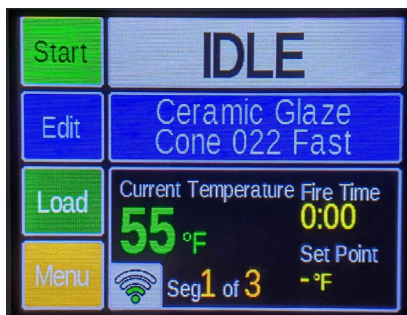 Start
IDLE
Edit
Ceramic Glaze
Cone 022 Fast
Load
Current Temperature
55 °F
Fire Time
0:00
Set Point
- °F
Menu
Seg 1 of 3